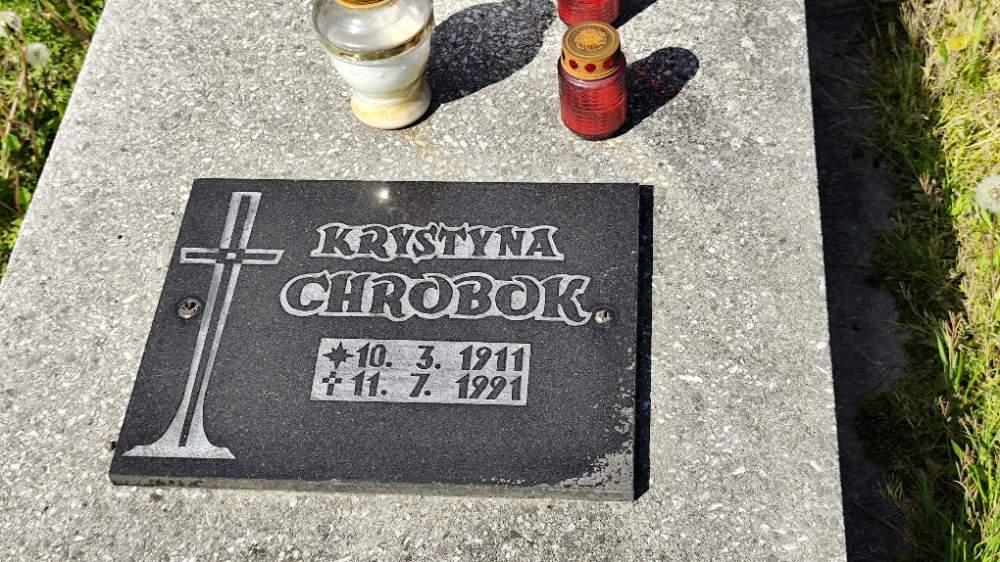 KRYSTYNA
CHROBOK
10. 3. 1911
11. 7. 1991